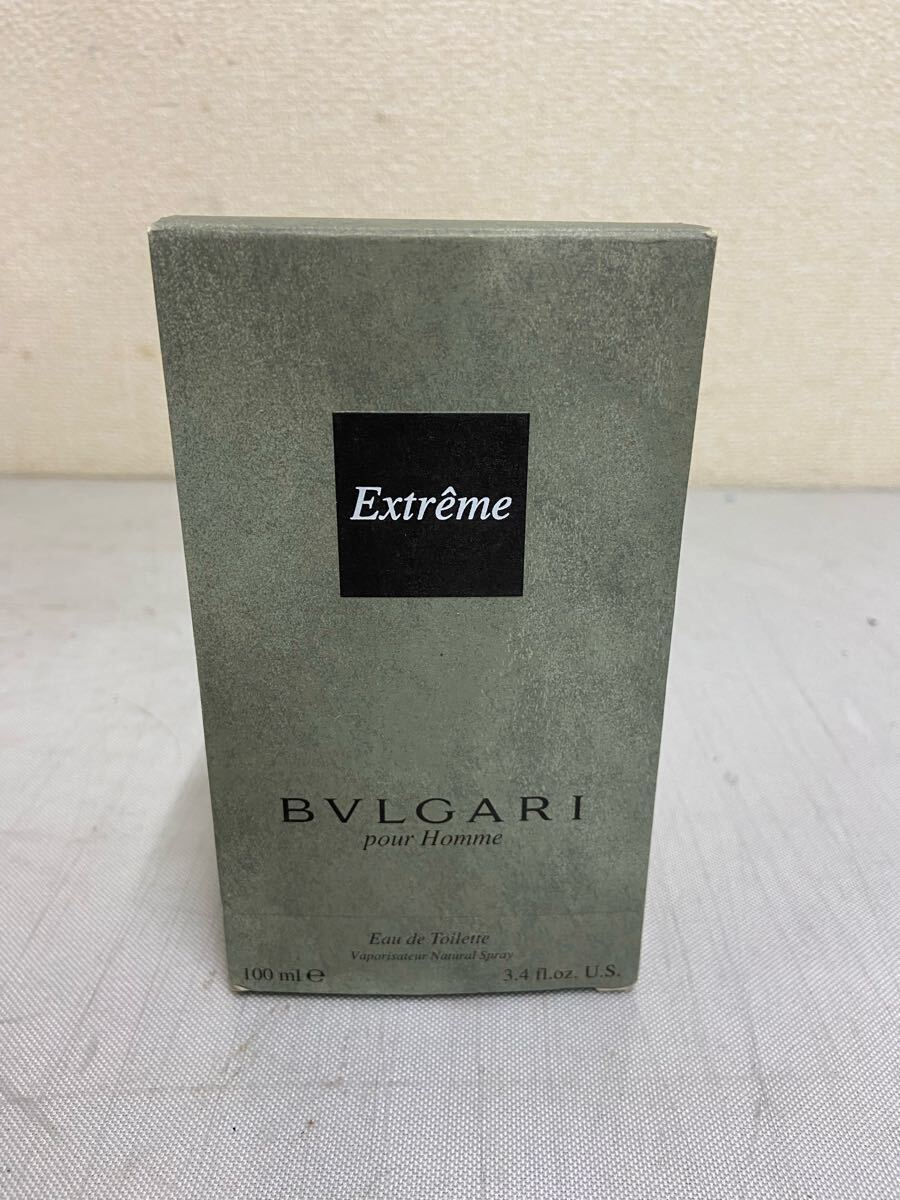 Extrême
BVLGARI
pour Homme
Eau de Toilette
Vaporisateur Natural Spray
100 ml ℮
3.4 fl.oz. U.S.